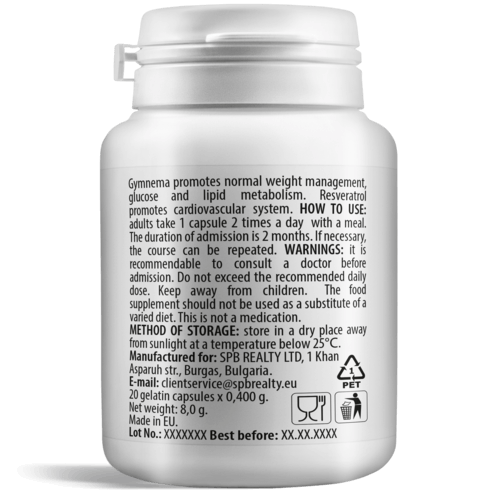 Gymnema promotes normal weight management,
glucose and lipid metabolism. Resveratrol
promotes cardiovascular system. HOW TO USE:
adults take 1 capsule 2 times a day with a meal.
The duration of admission is 2 months. If necessary,
the course can be repeated. WARNINGS: it is
recommendable to consult a doctor before
admission. Do not exceed the recommended daily
dose. Keep away from children. The food
supplement should not be used as a substitute of a
varied diet. This is not a medication.
METHOD OF STORAGE: store in a dry place away
from sunlight at a temperature below 25°C.
Manufactured for: SPB REALTY LTD, 1 Khan
Asparuh str., Burgas, Bulgaria.
E-mail: clientservice@spbrealty.eu
20 gelatin capsules x 0,400 g.
Net weight: 8,0 g.
Made in EU.
Lot No.: XXXXXXX Best before: XX.XX.XXXX
1
PET